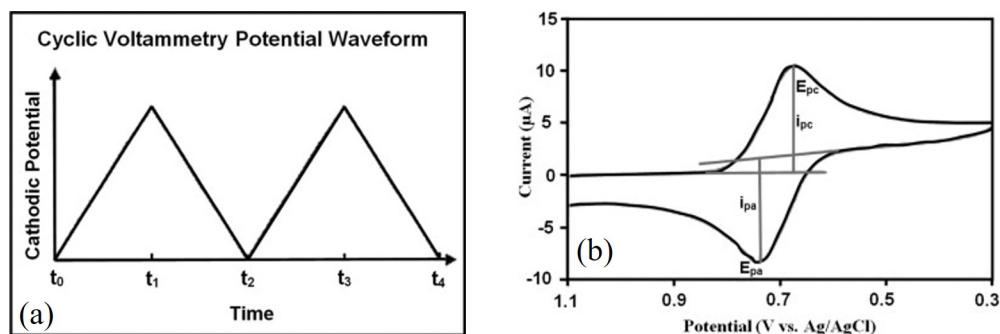 Cyclic Voltammetry Potential Waveform
Cathodic Potential
t0 t1 t2 t3 t4
Time
(a)
15
10
5
0
-5
-10
Current (μA)
Epc
ipc
ipa
Epa
(b)
1.1 0.9 0.7 0.5 0.3
Potential (V vs. Ag/AgCl)